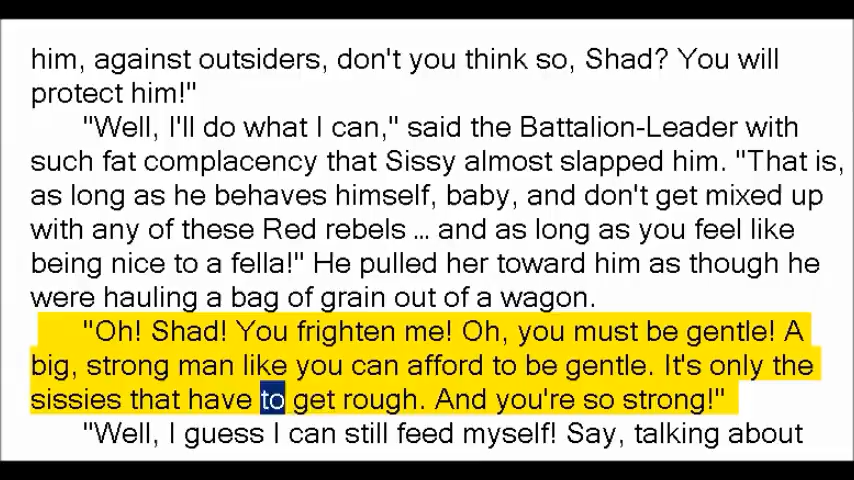 him, against outsiders, don't you think so, Shad? You will
protect him!"
"Well, I'll do what I can," said the Battalion-Leader with
such fat complacency that Sissy almost slapped him. "That is,
as long as he behaves himself, baby, and don't get mixed up
with any of these Red rebels ... and as long as you feel like
being nice to a fella!" He pulled her toward him as though he
were hauling a bag of grain out of a wagon.
"Oh! Shad! You frighten me! Oh, you must be gentle! A
big, strong man like you can afford to be gentle. It's only the
sissies that have to get rough. And you're so strong!"
"Well, I guess I can still feed myself! Say, talking about